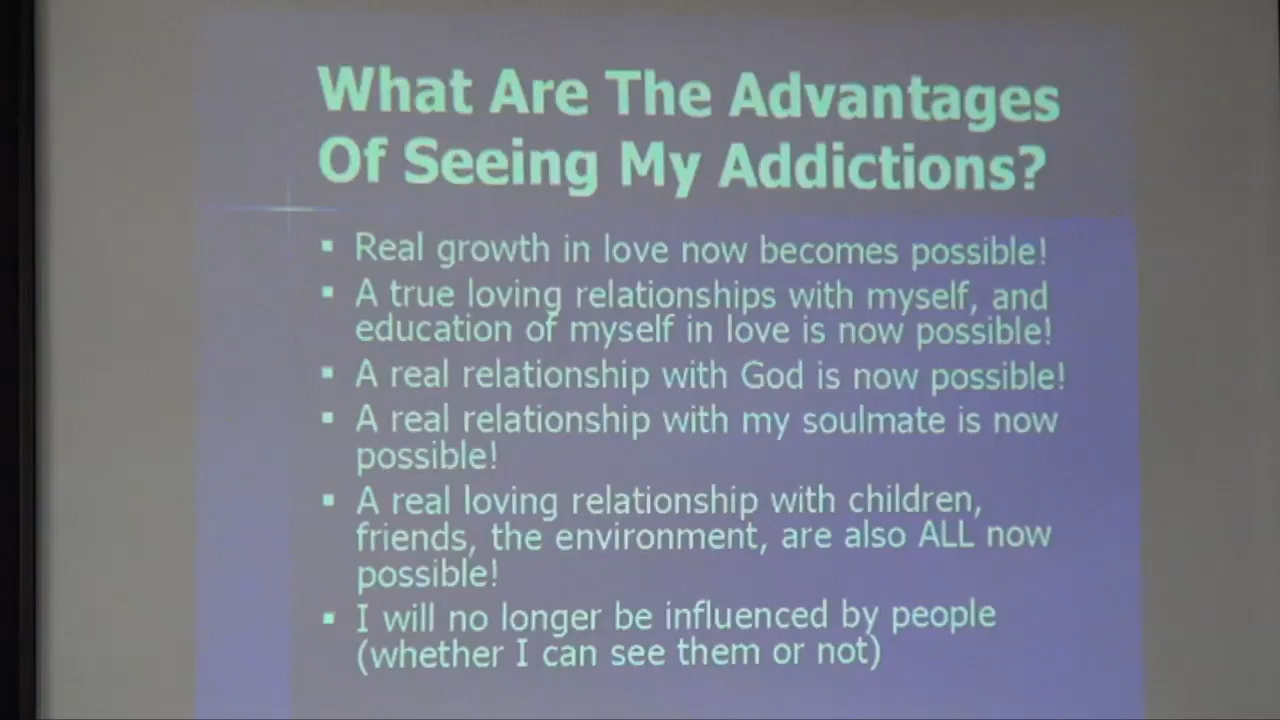 What Are The Advantages
Of Seeing My Addictions?
▪ Real growth in love now becomes possible!
▪ A true loving relationships with myself, and
education of myself in love is now possible!
▪ A real relationship with God is now possible!
▪ A real relationship with my soulmate is now
possible!
▪ A real loving relationship with children,
friends, the environment, are also ALL now
possible!
▪ I will no longer be influenced by people
(whether I can see them or not)